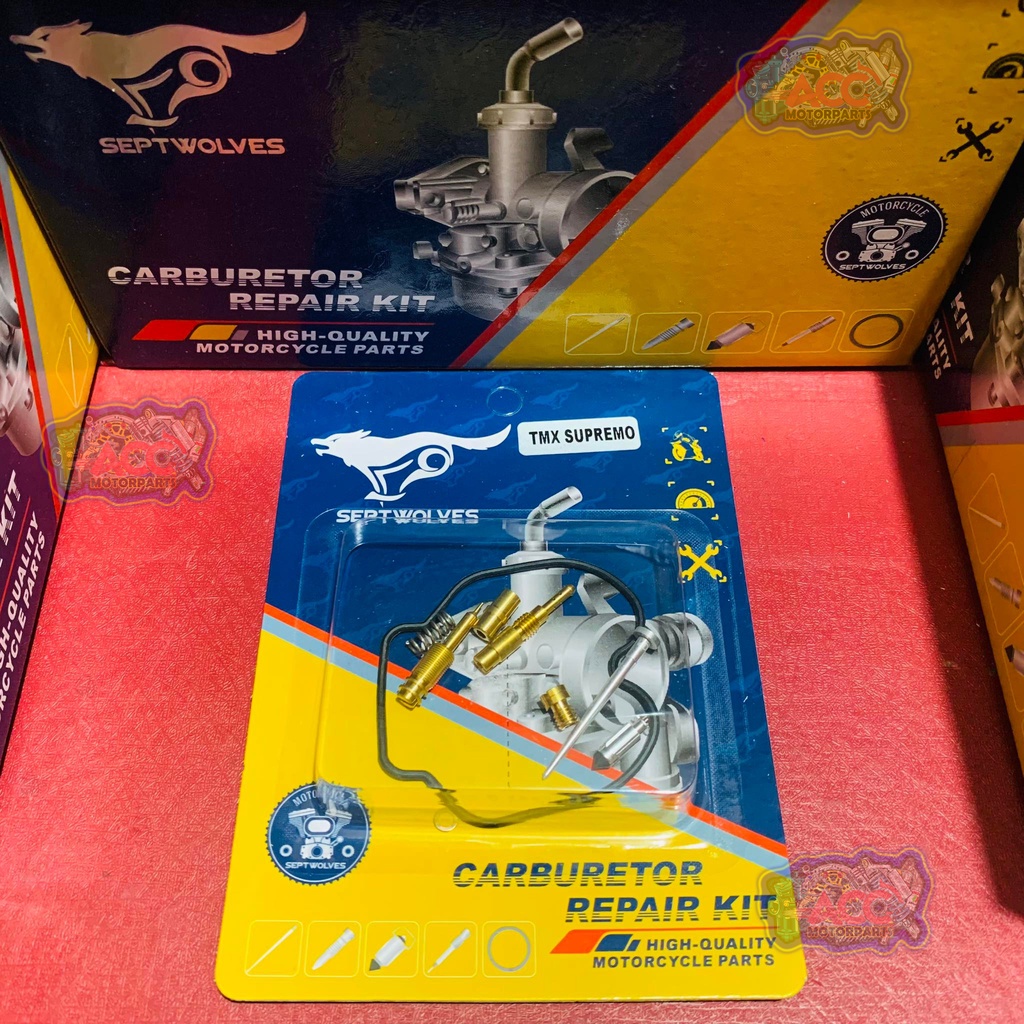 SEPTWOLVES
ACC
MOTORPARTS
MOTORCYCLE
SEPTWOLVES
CARBURETOR
REPAIR KIT
HIGH-QUALITY
MOTORCYCLE PARTS
ACC
MOTORPARTS
KIT
HIGH-QUALITY
MOTORCYCLE PARTS
KIT
QUALITY
PARTS
TMX SUPREMO
SEPTWOLVES
MOTORCYCLE
SEPTWOLVES
CARBURETOR
REPAIR KIT
HIGH-QUALITY
MOTORCYCLE PARTS
ACC
MOTORPARTS